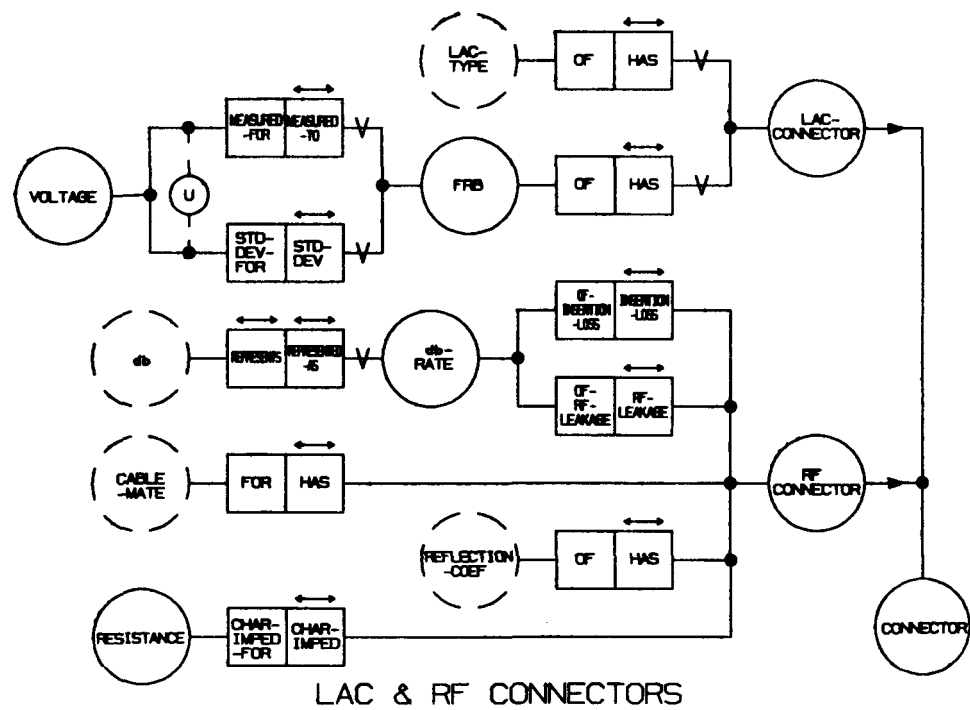 LAC-
TYPE
OF
HAS
V
LAC-
CONNECTOR
MEASURED
-FOR
MEASURED
-TO
V
VOLTAGE
U
FRB
OF
HAS
V
STD-
DEV-
FOR
STD-
DEV
V
OF-
INSERTION
-LOSS
INSERTION
-LOSS
db
REPRESENTS
REPRESENTED
-AS
V
db-
RATE
OF-
RF-
LEAKAGE
RF-
LEAKAGE
CABLE
-MATE
FOR
HAS
RF
CONNECTOR
REFLECTION
-COEF
OF
HAS
RESISTANCE
CHAR-
IMPED
-FOR
CHAR-
IMPED
CONNECTOR
LAC & RF CONNECTORS